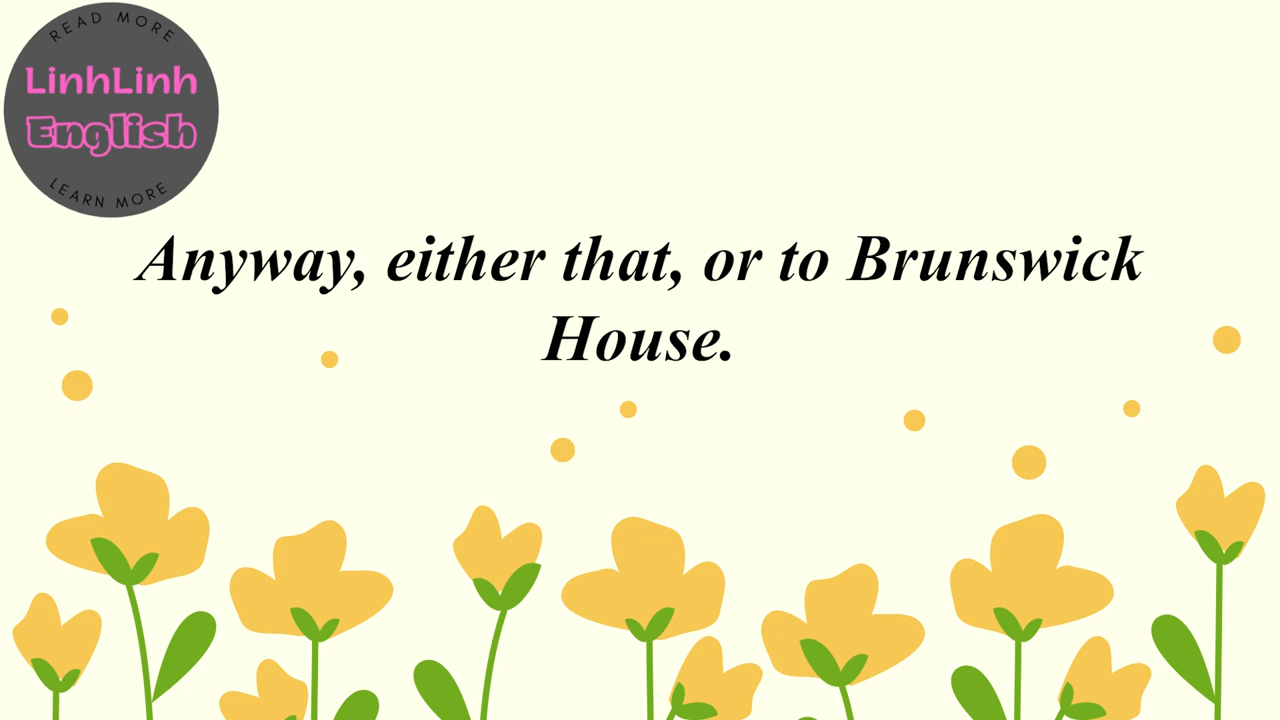 READ MORE
LinhLinh
English
LEARN MORE
Anyway, either that, or to Brunswick
House.